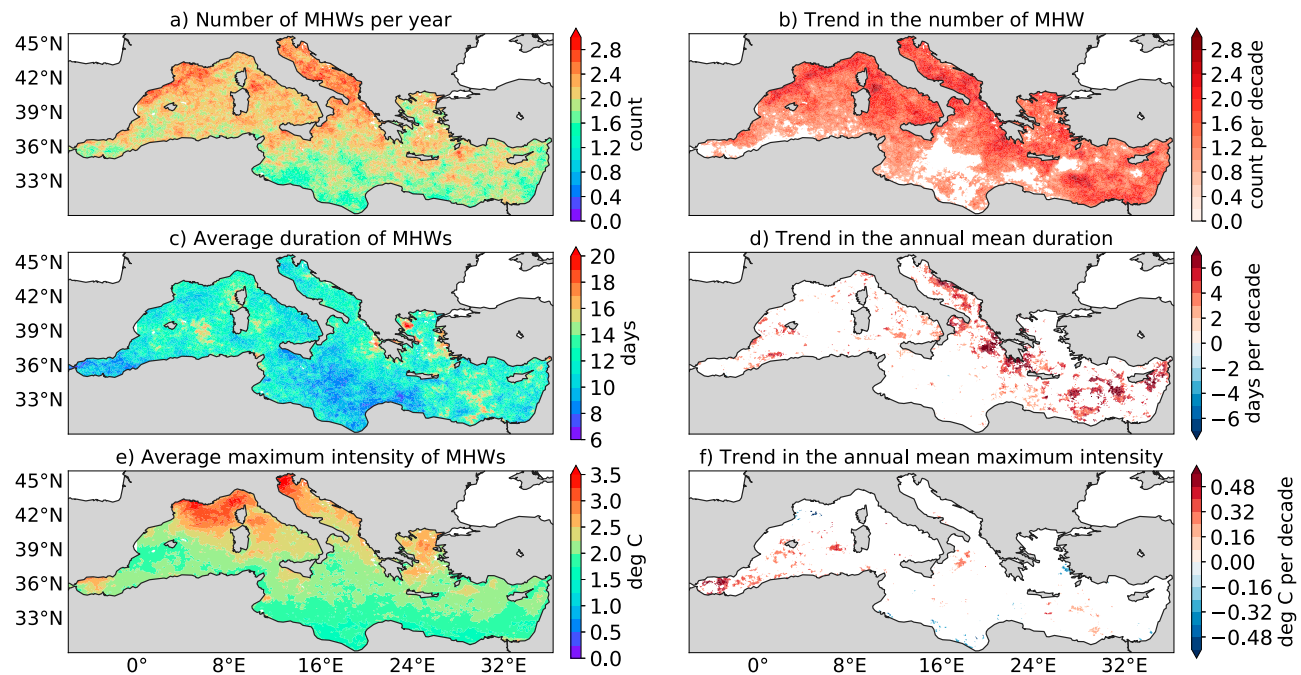 a) Number of MHWs per year
45°N
42°N
39°N
36°N
33°N
2.8
2.4
2.0
1.6
1.2
0.8
0.4
0.0
count
b) Trend in the number of MHW
2.8
2.4
2.0
1.6
1.2
0.8
0.4
0.0
count per decade
c) Average duration of MHWs
45°N
42°N
39°N
36°N
33°N
20
18
16
14
12
10
8
6
days
d) Trend in the annual mean duration
6
4
2
0
−2
−4
−6
days per decade
e) Average maximum intensity of MHWs
45°N
42°N
39°N
36°N
33°N
0°
8°E
16°E
24°E
32°E
3.5
3.0
2.5
2.0
1.5
1.0
0.5
0.0
deg C
f) Trend in the annual mean maximum intensity
0°
8°E
16°E
24°E
32°E
0.48
0.32
0.16
0.00
−0.16
−0.32
−0.48
deg C per decade